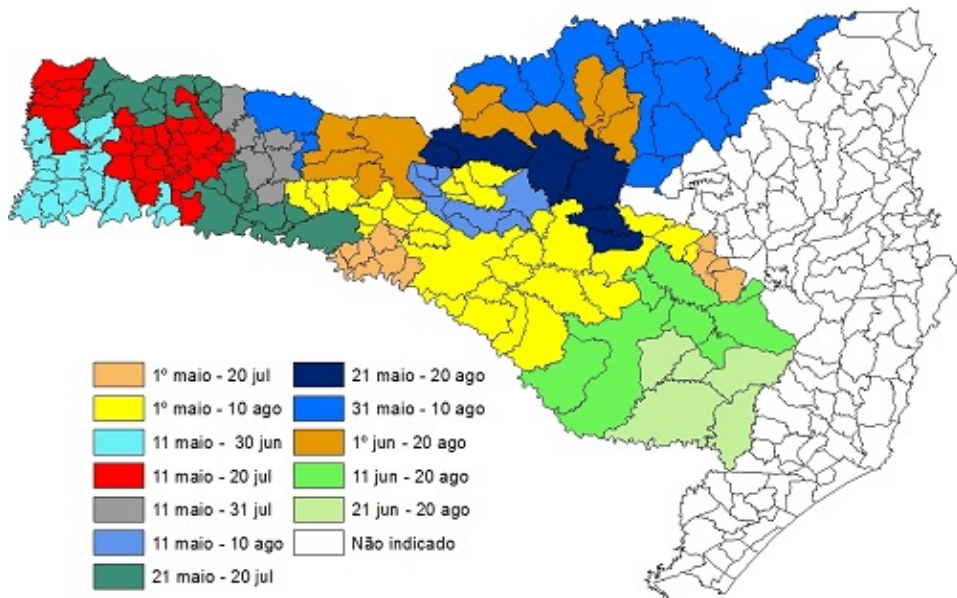 1º maio - 20 jul
1º maio - 10 ago
11 maio - 30 jun
11 maio - 20 jul
11 maio - 31 jul
11 maio - 10 ago
21 maio - 20 jul
21 maio - 20 ago
31 maio - 10 ago
1º jun - 20 ago
11 jun - 20 ago
21 jun - 20 ago
Não indicado